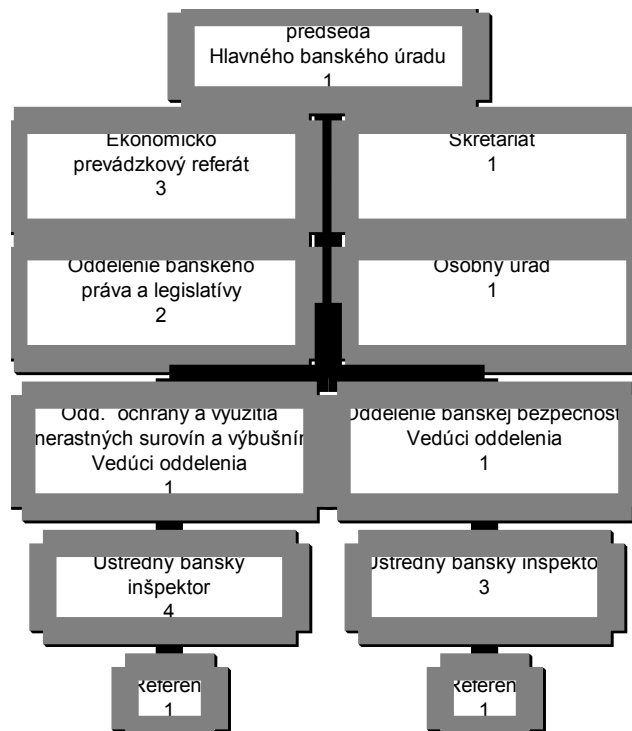 predseda
Hlavného banského úradu
1
Ekonomicko
prevádzkový referát
3
Skretariát
1
Oddelenie banského
práva a legislatívy
2
Osobný úrad
1
Odd. ochrany a využitia
nerastných surovín a výbušnín
Vedúci oddelenia
1
Oddelenie banskej bezpečnosti
Vedúci oddelenia
1
Ústredný banský
inšpektor
4
Ústredný banský inšpektor
3
Referent
1
Referent
1